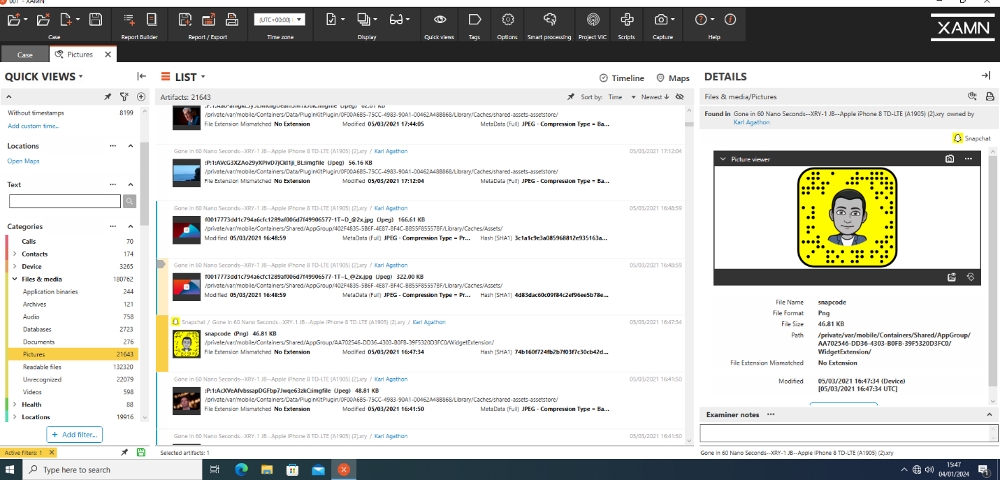 007 - XAMN
(UTC+00:00)
Case
Report Builder
Report / Export
Time zone
Display
Quick views
Tags
Options
Smart processing
Project VIC
Scripts
Capture
Help
XAMN
Case
Pictures
QUICK VIEWS
Without timestamps 8199
Add custom time...
Locations
Open Maps
Text
Categories
Calls 70
Contacts 174
Device 3265
Files & media 180762
Application binaries 244
Archives 121
Audio 758
Databases 2723
Documents 276
Pictures 21643
Readable files 132320
Unrecognized 22079
Videos 598
Health 88
Locations 19916
+ Add filter...
Active filters: 1
LIST
Timeline
Maps
Artifacts: 21643
Sort by: Time
Newest
/private/var/mobile/Containers/Data/PluginKitPlugin/0F00A6B5-75CC-4983-90A1-00462A48B868/Library/Caches/shared-assets-assetstore/
File Extension Mismatched No Extension Modified 05/03/2021 17:44:05 MetaData (Full) JPEG - Compression Type = Ba...
Gone in 60 Nano Seconds--XRY-1 JB--Apple iPhone 8 TD-LTE (A1905) (2).xry / Karl Agathon 05/03/2021 17:12:04
:P:1:AVcG3XZAo29yXPivD7jCkl1ji_BL:imgfile (Jpeg) 56.16 KB
/private/var/mobile/Containers/Data/PluginKitPlugin/0F00A6B5-75CC-4983-90A1-00462A48B868/Library/Caches/shared-assets-assetstore/
File Extension Mismatched No Extension Modified 05/03/2021 17:12:04 MetaData (Full) JPEG - Compression Type = Ba...
Gone in 60 Nano Seconds--XRY-1 JB--Apple iPhone 8 TD-LTE (A1905) (2).xry / Karl Agathon 05/03/2021 16:48:59
f0017773dd1c794a6cfc1289af006d7f49906577-1T~D_@2x.jpg (Jpeg) 166.61 KB
/private/var/mobile/Containers/Shared/AppGroup/402F4835-5B6F-4E87-8F4C-BB55F85557BF/Library/Caches/Assets/
Modified 05/03/2021 16:48:59 MetaData (Full) JPEG - Compression Type = Pr... Hash (SHA1) 3c1a1c9e3a085968812e935163a...
Gone in 60 Nano Seconds--XRY-1 JB--Apple iPhone 8 TD-LTE (A1905) (2).xry / Karl Agathon 05/03/2021 16:48:59
f0017773dd1c794a6cfc1289af006d7f49906577-1T~L_@2x.jpg (Jpeg) 322.00 KB
/private/var/mobile/Containers/Shared/AppGroup/402F4835-5B6F-4E87-8F4C-BB55F85557BF/Library/Caches/Assets/
Modified 05/03/2021 16:48:59 MetaData (Full) JPEG - Compression Type = Pr... Hash (SHA1) 4d83dac60c09f84c2ef96ee5b78e...
Snapchat / Gone in 60 Nano Seconds--XRY-1 JB--Apple iPhone 8 TD-LTE (A1905) (2).xry / Karl Agathon 05/03/2021 16:47:34
snapcode (Png) 46.81 KB
/private/var/mobile/Containers/Shared/AppGroup/AA702546-DD36-4303-B0FB-39F5320D3FC0/WidgetExtension/
File Extension Mismatched No Extension Modified 05/03/2021 16:47:34 Hash (SHA1) 74b160f724fb2b7f03f7c30cb42d...
Gone in 60 Nano Seconds--XRY-1 JB--Apple iPhone 8 TD-LTE (A1905) (2).xry / Karl Agathon 05/03/2021 16:41:50
:P:1:AcXVeAfvbssapDGFbp7Jwqe63zkC:imgfile (Jpeg) 48.81 KB
/private/var/mobile/Containers/Data/PluginKitPlugin/0F00A6B5-75CC-4983-90A1-00462A48B868/Library/Caches/shared-assets-assetstore/
File Extension Mismatched No Extension Modified 05/03/2021 16:41:50 MetaData (Full) JPEG - Compression Type = Ba...
Gone in 60 Nano Seconds--XRY-1 JB--Apple iPhone 8 TD-LTE (A1905) (2).xry / Karl Agathon 05/03/2021 16:41:50
Selected artifacts: 1
DETAILS
Files & media/Pictures
Found in Gone in 60 Nano Seconds--XRY-1 JB--Apple iPhone 8 TD-LTE (A1905) (2).xry owned by
Karl Agathon
Snapchat
Picture viewer
File Name snapcode
File Format Png
File Size 46.81 KB
Path /private/var/mobile/Containers/Shared/AppGroup/
AA702546-DD36-4303-B0FB-39F5320D3FC0/
WidgetExtension/
File Extension Mismatched No Extension
Modified 05/03/2021 16:47:34 (Device)
[05/03/2021 16:47:34 UTC]
Examiner notes
Gone in 60 Nano Seconds--XRY-1 JB--Apple iPhone 8 TD-LTE (A1905) (2).xry
Type here to search
15:47
04/01/2024
1